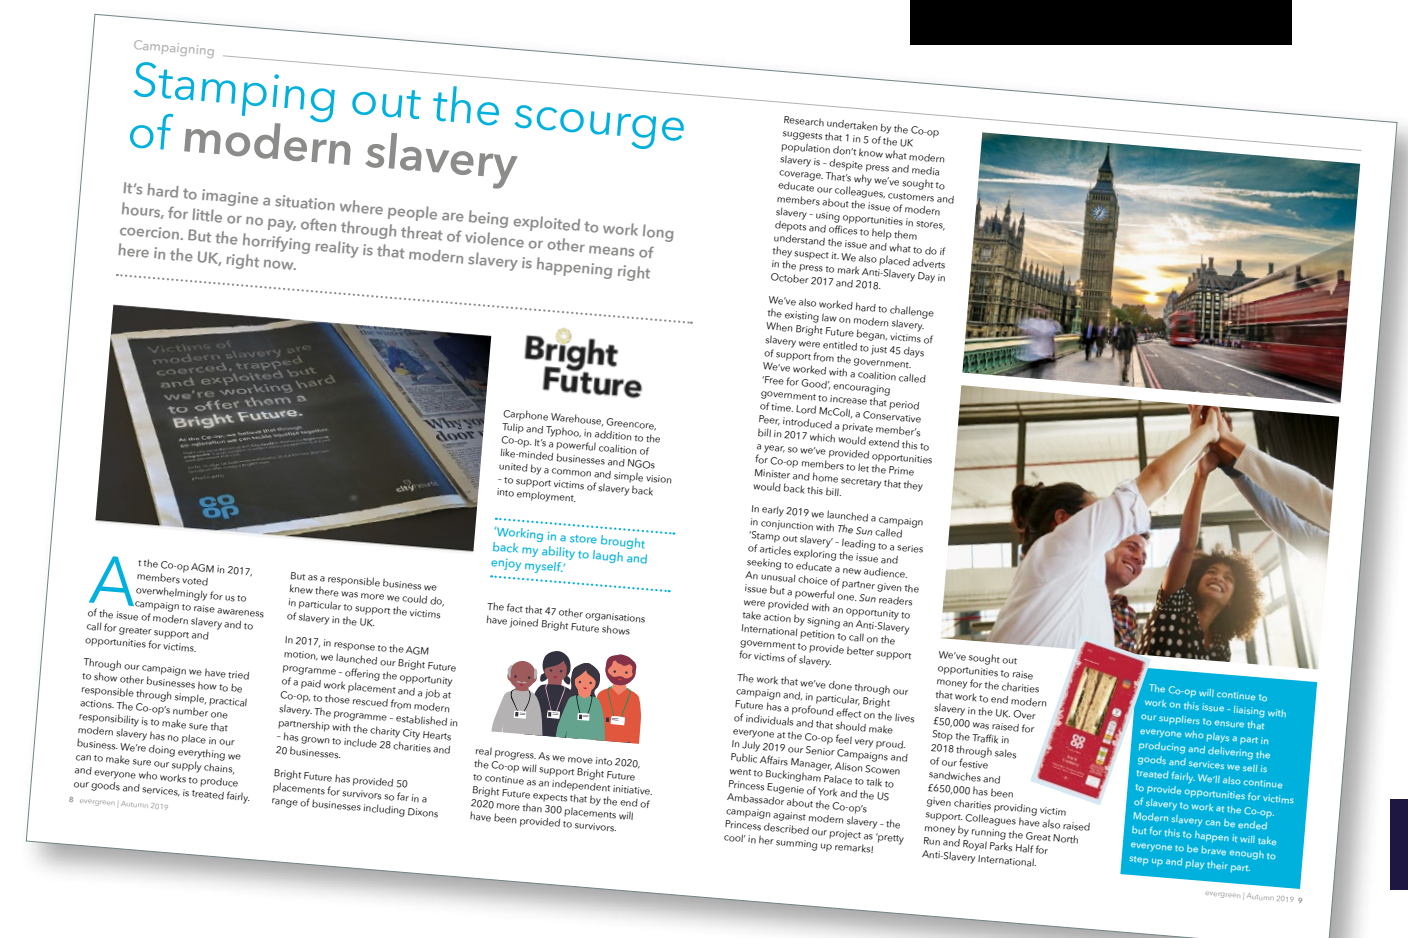 Campaigning
Stamping out the scourge
of modern slavery
It's hard to imagine a situation where people are being exploited to work long
hours, for little or no pay, often through threat of violence or other means of
coercion. But the horrifying reality is that modern slavery is happening right
here in the UK, right now.
Victims of
modern slavery are
coerced, trapped
and exploited but
we're working hard
to offer them a
Bright Future.
At the Co-op, we believe that through
co-operation we can tackle injustice together.
CO
OP
city hearts
Why yo
door
At the Co-op AGM in 2017,
members voted
overwhelmingly for us to
campaign to raise awareness
of the issue of modern slavery and to
call for greater support and
opportunities for victims.
Through our campaign we have tried
to show other businesses how to be
responsible through simple, practical
actions. The Co-op's number one
responsibility is to make sure that
modern slavery has no place in our
business. We're doing everything we
can to make sure our supply chains,
and everyone who works to produce
our goods and services, is treated fairly.
But as a responsible business we
knew there was more we could do,
in particular to support the victims
of slavery in the UK.
In 2017, in response to the AGM
motion, we launched our Bright Future
programme – offering the opportunity
of a paid work placement and a job at
Co-op, to those rescued from modern
slavery. The programme – established in
partnership with the charity City Hearts
– has grown to include 28 charities and
20 businesses.
Bright Future has provided 50
placements for survivors so far in a
range of businesses including Dixons
Bright
Future
Carphone Warehouse, Greencore,
Tulip and Typhoo, in addition to the
Co-op. It's a powerful coalition of
like-minded businesses and NGOs
united by a common and simple vision
– to support victims of slavery back
into employment.
'Working in a store brought
back my ability to laugh and
enjoy myself.'
The fact that 47 other organisations
have joined Bright Future shows
real progress. As we move into 2020,
the Co-op will support Bright Future
to continue as an independent initiative.
Bright Future expects that by the end of
2020 more than 300 placements will
have been provided to survivors.
8 evergreen | Autumn 2019
Research undertaken by the Co-op
suggests that 1 in 5 of the UK
population don't know what modern
slavery is – despite press and media
coverage. That's why we've sought to
educate our colleagues, customers and
members about the issue of modern
slavery – using opportunities in stores,
depots and offices to help them
understand the issue and what to do if
they suspect it. We also placed adverts
in the press to mark Anti-Slavery Day in
October 2017 and 2018.
We've also worked hard to challenge
the existing law on modern slavery.
When Bright Future began, victims of
slavery were entitled to just 45 days
of support from the government.
We've worked with a coalition called
'Free for Good', encouraging
government to increase that period
of time. Lord McColl, a Conservative
Peer, introduced a private member's
bill in 2017 which would extend this to
a year, so we've provided opportunities
for Co-op members to let the Prime
Minister and home secretary that they
would back this bill.
In early 2019 we launched a campaign
in conjunction with The Sun called
'Stamp out slavery' – leading to a series
of articles exploring the issue and
seeking to educate a new audience.
An unusual choice of partner given the
issue but a powerful one. Sun readers
were provided with an opportunity to
take action by signing an Anti-Slavery
International petition to call on the
government to provide better support
for victims of slavery.
The work that we've done through our
campaign and, in particular, Bright
Future has a profound effect on the lives
of individuals and that should make
everyone at the Co-op feel very proud.
In July 2019 our Senior Campaigns and
Public Affairs Manager, Alison Scowen
went to Buckingham Palace to talk to
Princess Eugenie of York and the US
Ambassador about the Co-op's
campaign against modern slavery – the
Princess described our project as 'pretty
cool' in her summing up remarks!
We've sought out
opportunities to raise
money for the charities
that work to end modern
slavery in the UK. Over
£50,000 was raised for
Stop the Traffik in
2018 through sales
of our festive
sandwiches and
£650,000 has been
given charities providing victim
support. Colleagues have also raised
money by running the Great North
Run and Royal Parks Half for
Anti-Slavery International.
CO
OP
The Co-op will continue to
work on this issue – liaising with
our suppliers to ensure that
everyone who plays a part in
producing and delivering the
goods and services we sell is
treated fairly. We'll also continue
to provide opportunities for victims
of slavery to work at the Co-op.
Modern slavery can be ended
but for this to happen it will take
everyone to be brave enough to
step up and play their part.
evergreen | Autumn 2019 9